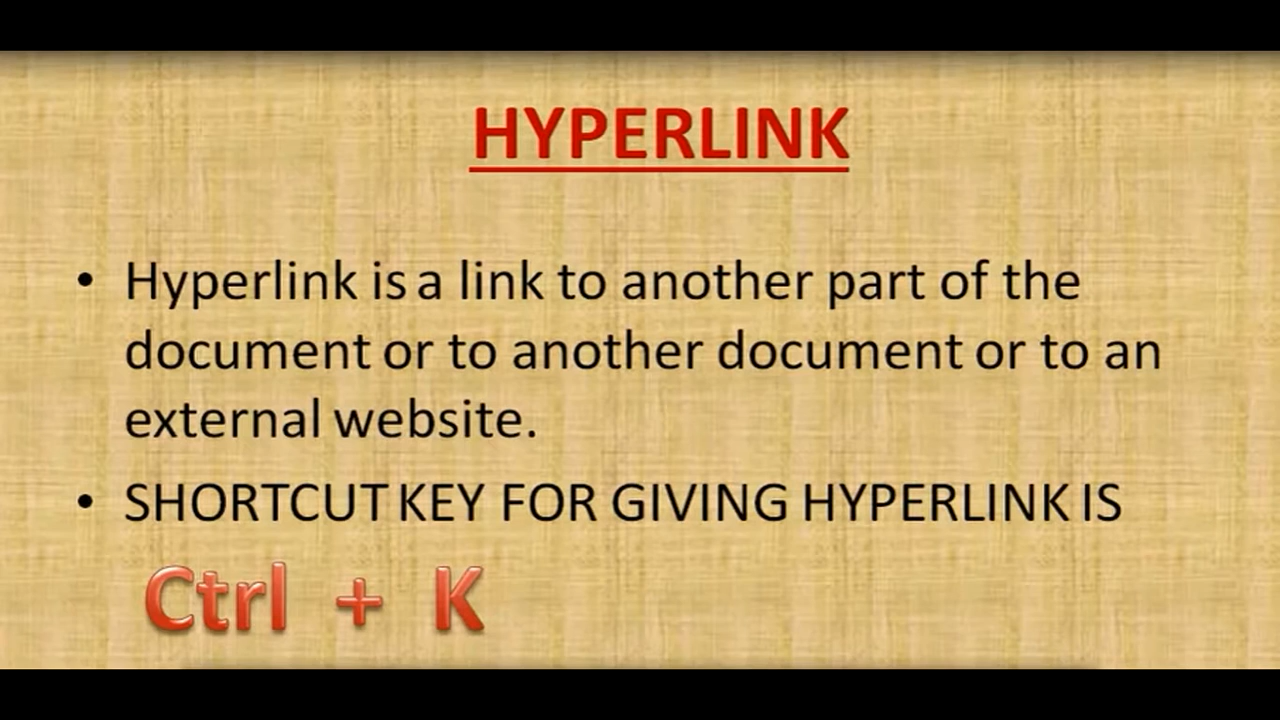 HYPERLINK
• Hyperlink is a link to another part of the
document or to another document or to an
external website.
• SHORTCUT KEY FOR GIVING HYPERLINK IS
Ctrl + K